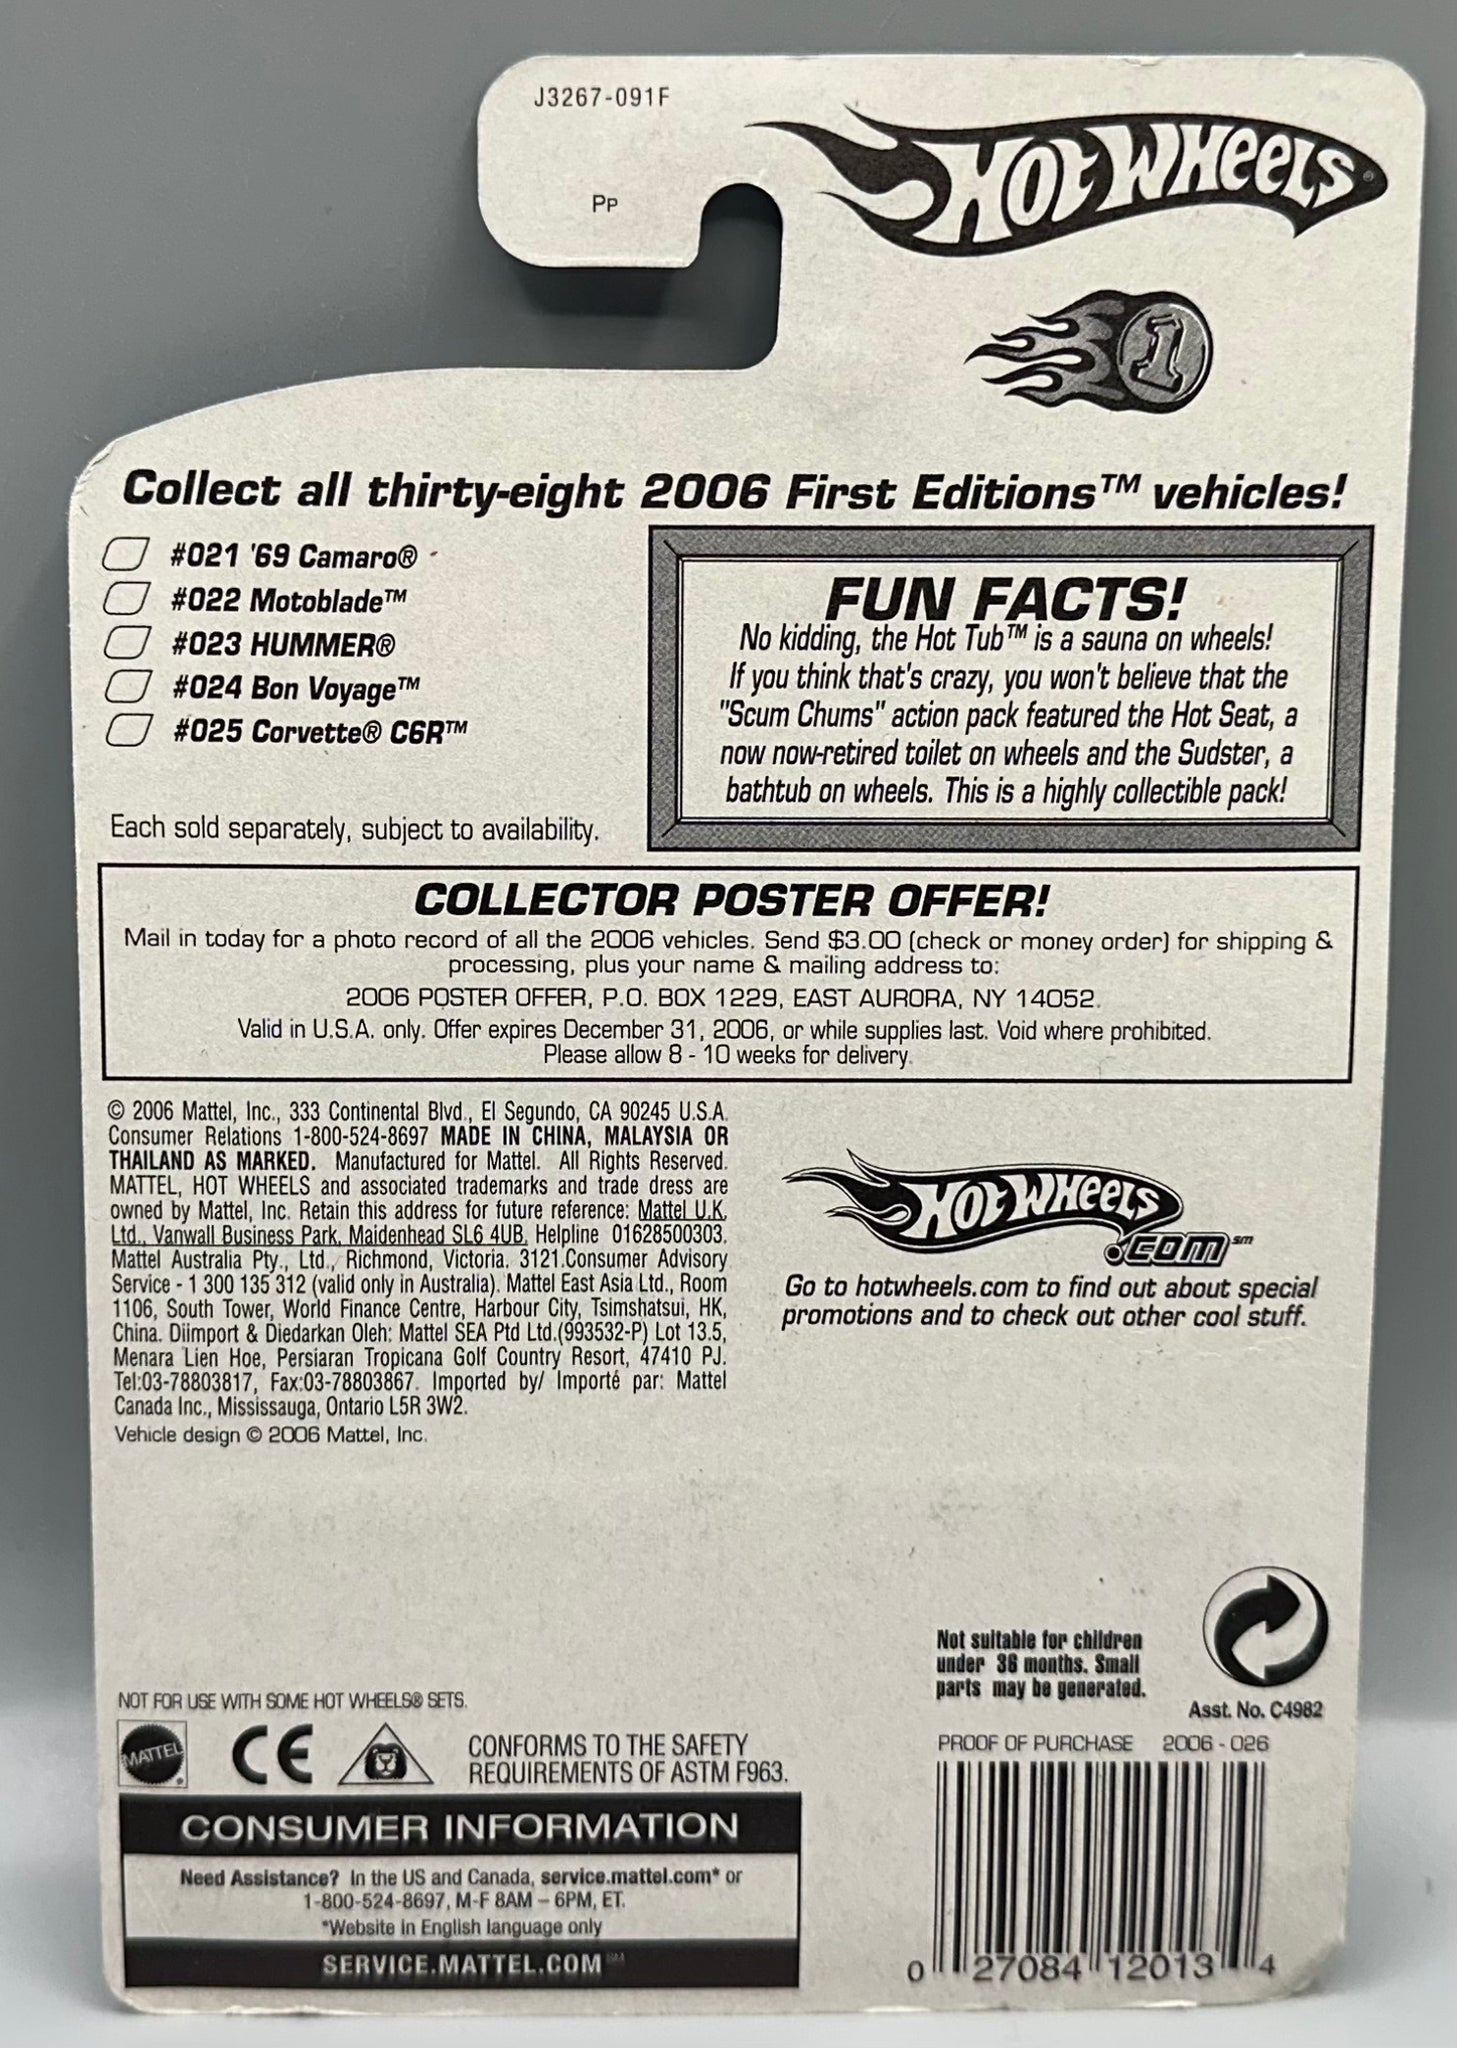 J3267-091F
Pp
HOT WHEELS®
1
Collect all thirty-eight 2006 First Editions™ vehicles!
#021 '69 Camaro®
#022 Motoblade™
#023 HUMMER®
#024 Bon Voyage™
#025 Corvette® C6R™
Each sold separately, subject to availability.
FUN FACTS!
No kidding, the Hot Tub™ is a sauna on wheels!
If you think that's crazy, you won't believe that the
"Scum Chums" action pack featured the Hot Seat, a
now now-retired toilet on wheels and the Sudster, a
bathtub on wheels. This is a highly collectible pack!
COLLECTOR POSTER OFFER!
Mail in today for a photo record of all the 2006 vehicles. Send $3.00 (check or money order) for shipping &
processing, plus your name & mailing address to:
2006 POSTER OFFER, P.O. BOX 1229, EAST AURORA, NY 14052.
Valid in U.S.A. only. Offer expires December 31, 2006, or while supplies last. Void where prohibited.
Please allow 8 - 10 weeks for delivery.
© 2006 Mattel, Inc., 333 Continental Blvd., El Segundo, CA 90245 U.S.A.
Consumer Relations 1-800-524-8697 MADE IN CHINA, MALAYSIA OR
THAILAND AS MARKED. Manufactured for Mattel. All Rights Reserved.
MATTEL, HOT WHEELS and associated trademarks and trade dress are
owned by Mattel, Inc. Retain this address for future reference: Mattel U.K.
Ltd., Vanwall Business Park, Maidenhead SL6 4UB. Helpline 01628500303.
Mattel Australia Pty., Ltd., Richmond, Victoria. 3121.Consumer Advisory
Service - 1 300 135 312 (valid only in Australia). Mattel East Asia Ltd., Room
1106, South Tower, World Finance Centre, Harbour City, Tsimshatsui, HK,
China. Diimport & Diedarkan Oleh: Mattel SEA Ptd Ltd.(993532-P) Lot 13.5,
Menara Lien Hoe, Persiaran Tropicana Golf Country Resort, 47410 PJ.
Tel:03-78803817, Fax:03-78803867. Imported by/ Importé par: Mattel
Canada Inc., Mississauga, Ontario L5R 3W2.
Vehicle design © 2006 Mattel, Inc.
HOT WHEELS
.COM℠
Go to hotwheels.com to find out about special
promotions and to check out other cool stuff.
Not suitable for children
under 36 months. Small
parts may be generated.
Asst. No. C4982
NOT FOR USE WITH SOME HOT WHEELS® SETS.
MATTEL®
CE
CONFORMS TO THE SAFETY
REQUIREMENTS OF ASTM F963.
CONSUMER INFORMATION
Need Assistance? In the US and Canada, service.mattel.com* or
1-800-524-8697, M-F 8AM – 6PM, ET.
*Website in English language only
SERVICE.MATTEL.COM℠
PROOF OF PURCHASE 2006 - 026
0 27084 12013 4